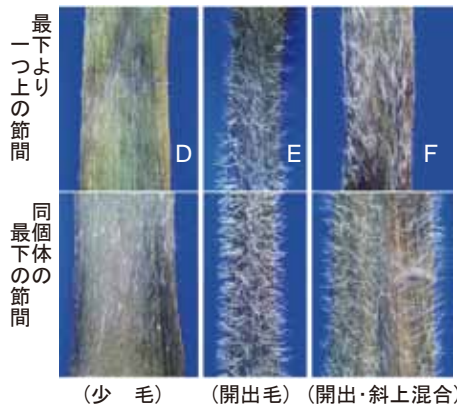 最下より
一つ上の節間
D E F
同個体の
最下の節間
(少 毛) (開出毛) (開出・斜上混合)